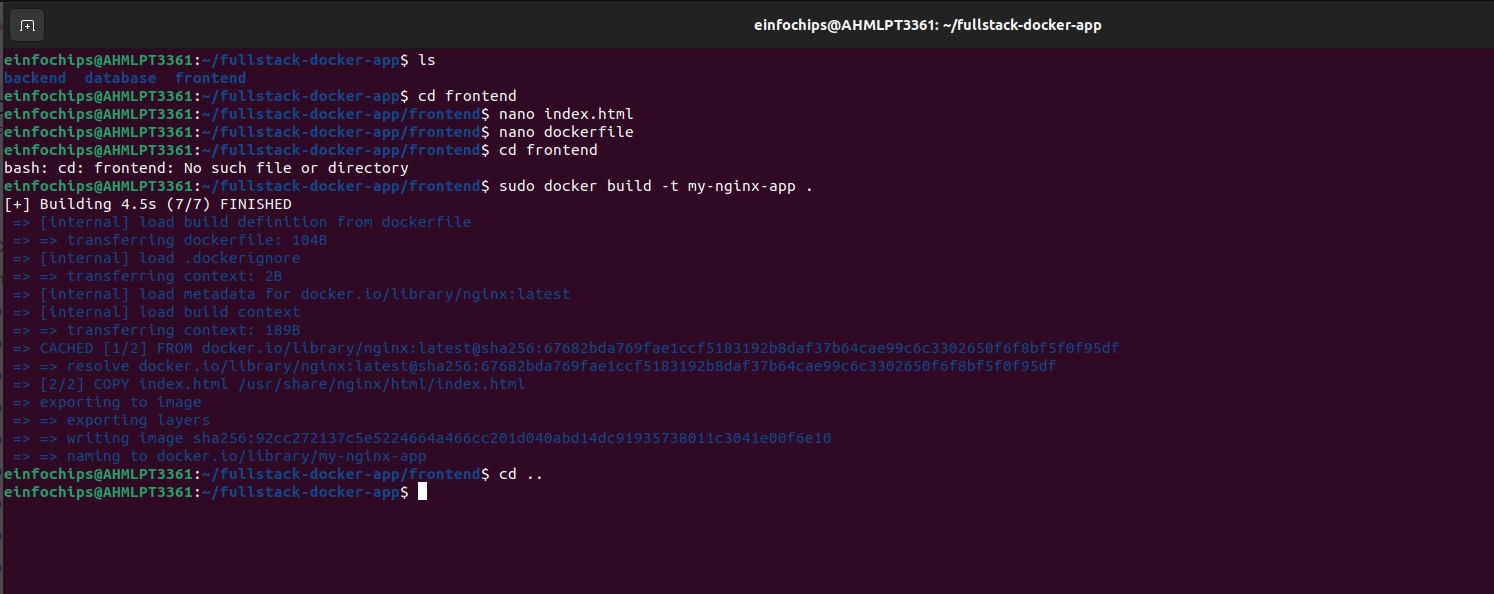 einfochips@AHMLPT3361: ~/fullstack-docker-app
einfochips@AHMLPT3361:~/fullstack-docker-app$ ls
backend  database  frontend
einfochips@AHMLPT3361:~/fullstack-docker-app$ cd frontend
einfochips@AHMLPT3361:~/fullstack-docker-app/frontend$ nano index.html
einfochips@AHMLPT3361:~/fullstack-docker-app/frontend$ nano dockerfile
einfochips@AHMLPT3361:~/fullstack-docker-app/frontend$ cd frontend
bash: cd: frontend: No such file or directory
einfochips@AHMLPT3361:~/fullstack-docker-app/frontend$ sudo docker build -t my-nginx-app .
[+] Building 4.5s (7/7) FINISHED
 => [internal] load build definition from dockerfile
 => => transferring dockerfile: 104B
 => [internal] load .dockerignore
 => => transferring context: 2B
 => [internal] load metadata for docker.io/library/nginx:latest
 => [internal] load build context
 => => transferring context: 189B
 => CACHED [1/2] FROM docker.io/library/nginx:latest@sha256:67682bda769fae1ccf5183192b8daf37b64cae99c6c3302650f6f8bf5f0f95df
 => => resolve docker.io/library/nginx:latest@sha256:67682bda769fae1ccf5183192b8daf37b64cae99c6c3302650f6f8bf5f0f95df
 => [2/2] COPY index.html /usr/share/nginx/html/index.html
 => exporting to image
 => => exporting layers
 => => writing image sha256:92cc272137c5e5224664a466cc201d040abd14dc91935738011c3041e00f6e10
 => => naming to docker.io/library/my-nginx-app
einfochips@AHMLPT3361:~/fullstack-docker-app/frontend$ cd ..
einfochips@AHMLPT3361:~/fullstack-docker-app$